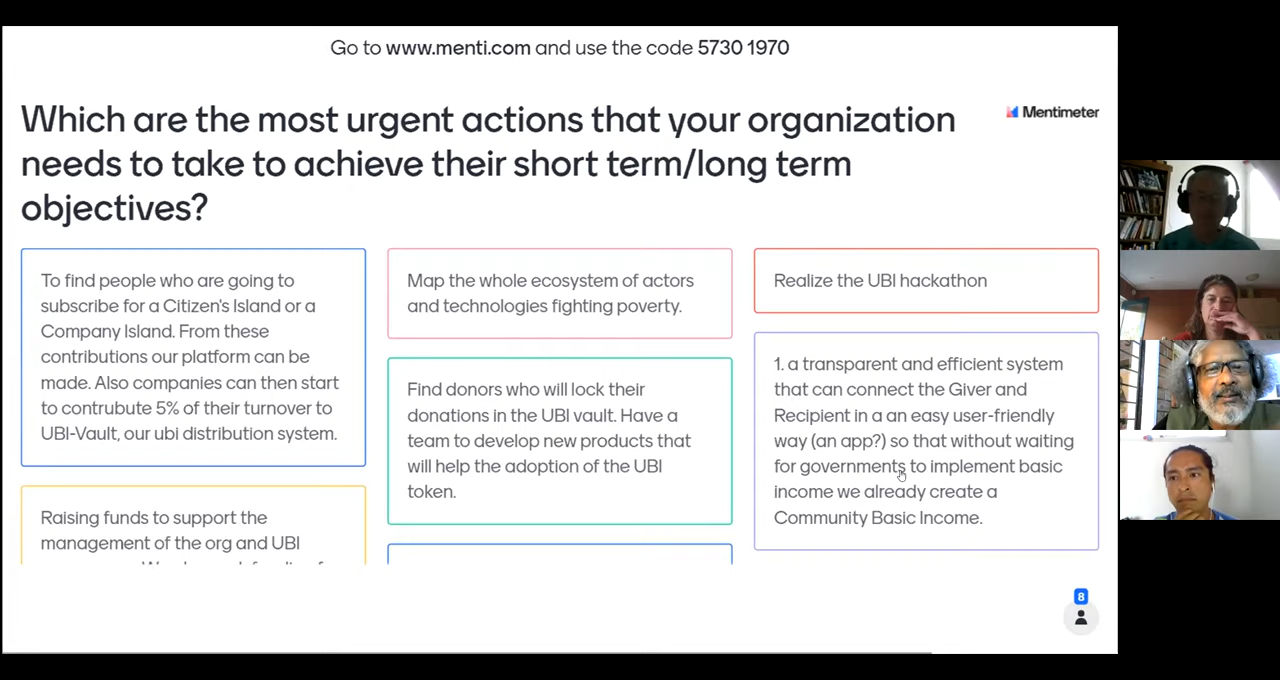 Go to www.menti.com and use the code 5730 1970
Which are the most urgent actions that your organization
needs to take to achieve their short term/long term
objectives?
Mentimeter
To find people who are going to
subscribe for a Citizen's Island or a
Company Island. From these
contributions our platform can be
made. Also companies can then start
to contrubute 5% of their turnover to
UBI-Vault, our ubi distribution system.
Raising funds to support the
management of the org and UBI
Map the whole ecosystem of actors
and technologies fighting poverty.
Find donors who will lock their
donations in the UBI vault. Have a
team to develop new products that
will help the adoption of the UBI
token.
Realize the UBI hackathon
1. a transparent and efficient system
that can connect the Giver and
Recipient in a an easy user-friendly
way (an app?) so that without waiting
for governments to implement basic
income we already create a
Community Basic Income.
8